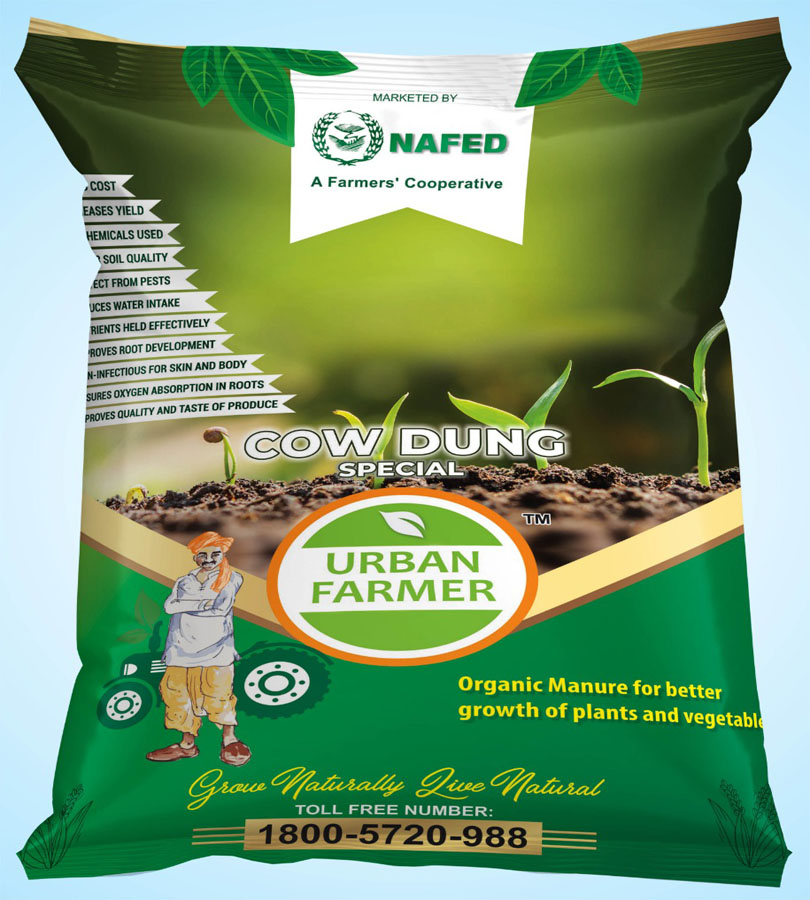 MARKETED BY
NAFED
A Farmers' Cooperative
COST
EASES YIELD
HEMICALS USED
SOIL QUALITY
ECT FROM PESTS
UCES WATER INTAKE
RIENTS HELD EFFECTIVELY
PROVES ROOT DEVELOPMENT
N-INFECTIOUS FOR SKIN AND BODY
SURES OXYGEN ABSORPTION IN ROOTS
PROVES QUALITY AND TASTE OF PRODUCE
COW DUNG
SPECIAL
TM
URBAN
FARMER
Organic Manure for better
growth of plants and vegetable
Grow Naturally Live Natural
TOLL FREE NUMBER:
1800-5720-988